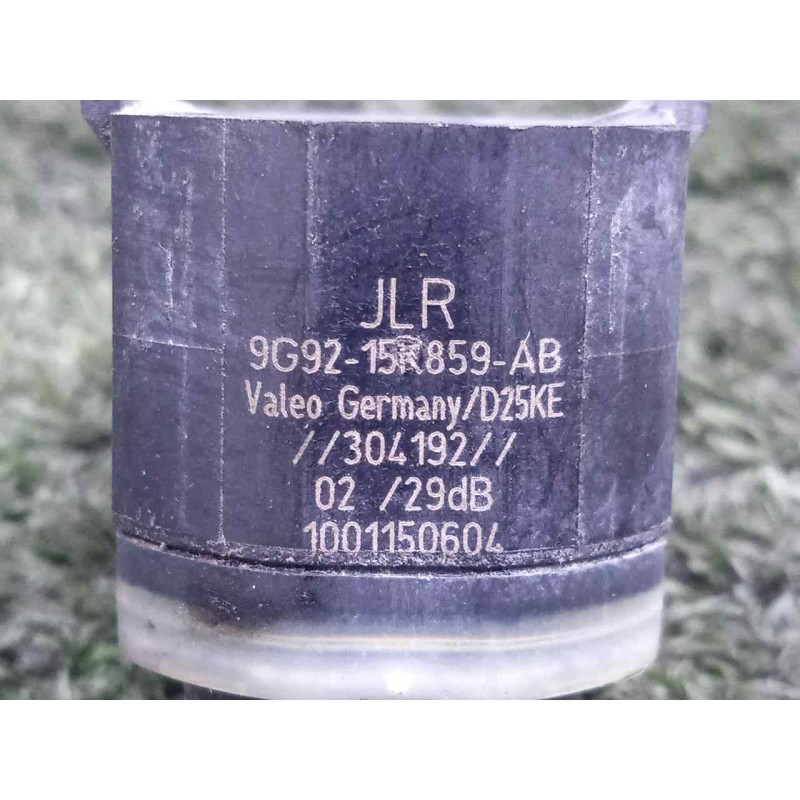 JLR
9G92-15K859-AB
Valeo Germany/D25KE
//304192//
02 /29dB
1001150604